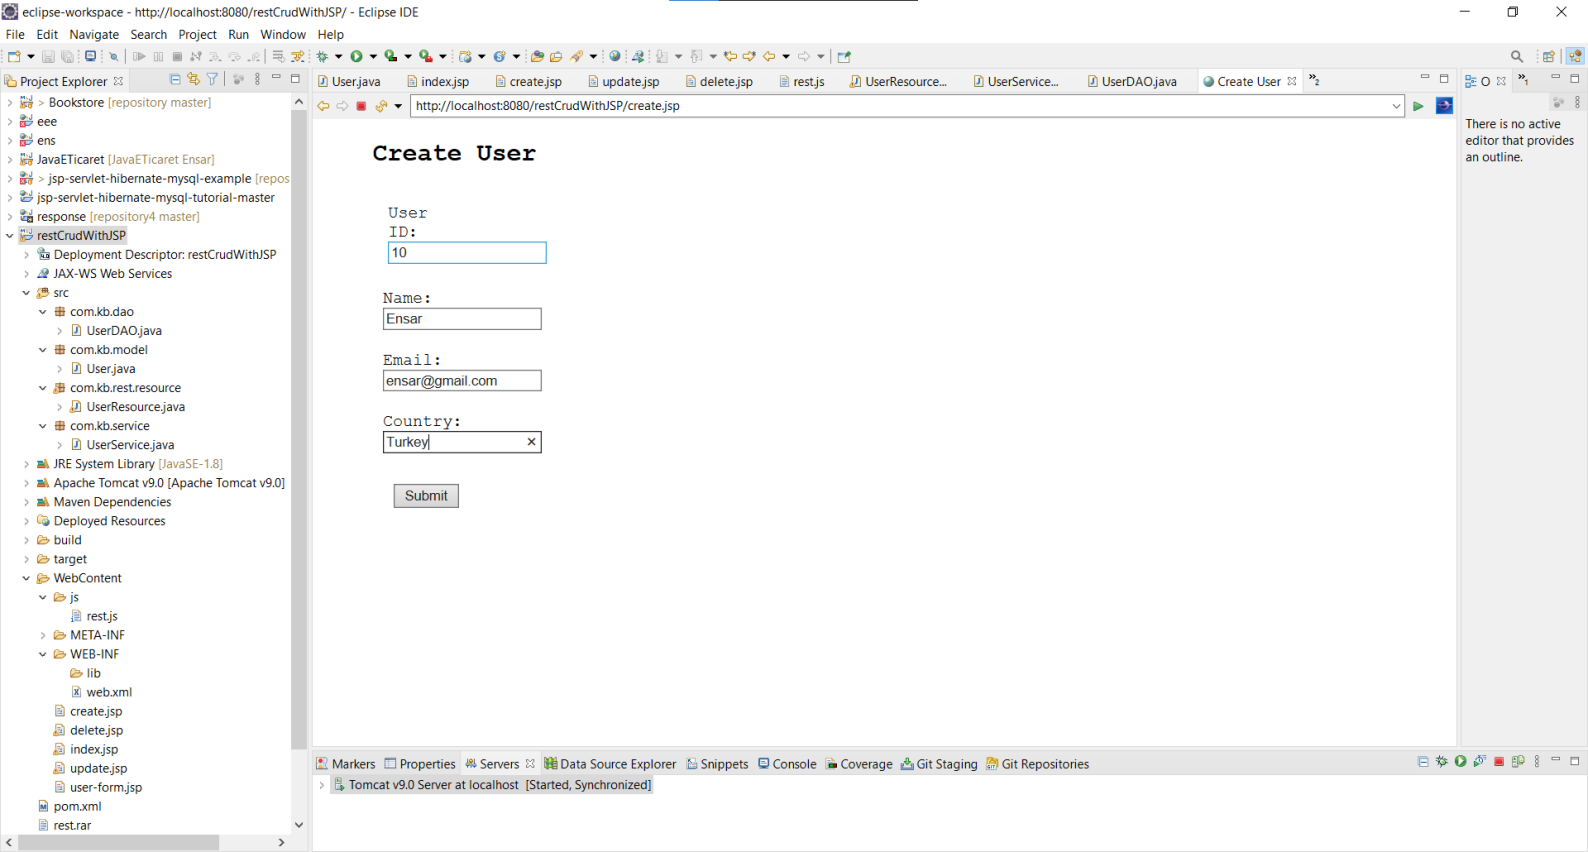 eclipse-workspace - http://localhost:8080/restCrudWithJSP/ - Eclipse IDE
File Edit Navigate Search Project Run Window Help
Project Explorer
> Bookstore [repository master]
eee
ens
JavaETicaret [JavaETicaret Ensar]
> jsp-servlet-hibernate-mysql-example [repos
jsp-servlet-hibernate-mysql-tutorial-master
response [repository4 master]
restCrudWithJSP
Deployment Descriptor: restCrudWithJSP
JAX-WS Web Services
src
com.kb.dao
UserDAO.java
com.kb.model
User.java
com.kb.rest.resource
UserResource.java
com.kb.service
UserService.java
JRE System Library [JavaSE-1.8]
Apache Tomcat v9.0 [Apache Tomcat v9.0]
Maven Dependencies
Deployed Resources
build
target
WebContent
js
rest.js
META-INF
WEB-INF
lib
web.xml
create.jsp
delete.jsp
index.jsp
update.jsp
user-form.jsp
pom.xml
rest.rar
User.java index.jsp create.jsp update.jsp delete.jsp rest.js UserResource... UserService... UserDAO.java Create User »2
http://localhost:8080/restCrudWithJSP/create.jsp
Create User
User
ID:
10
Name:
Ensar
Email:
ensar@gmail.com
Country:
Turkey
Submit
Markers Properties Servers Data Source Explorer Snippets Console Coverage Git Staging Git Repositories
Tomcat v9.0 Server at localhost [Started, Synchronized]
O »1
There is no active
editor that provides
an outline.